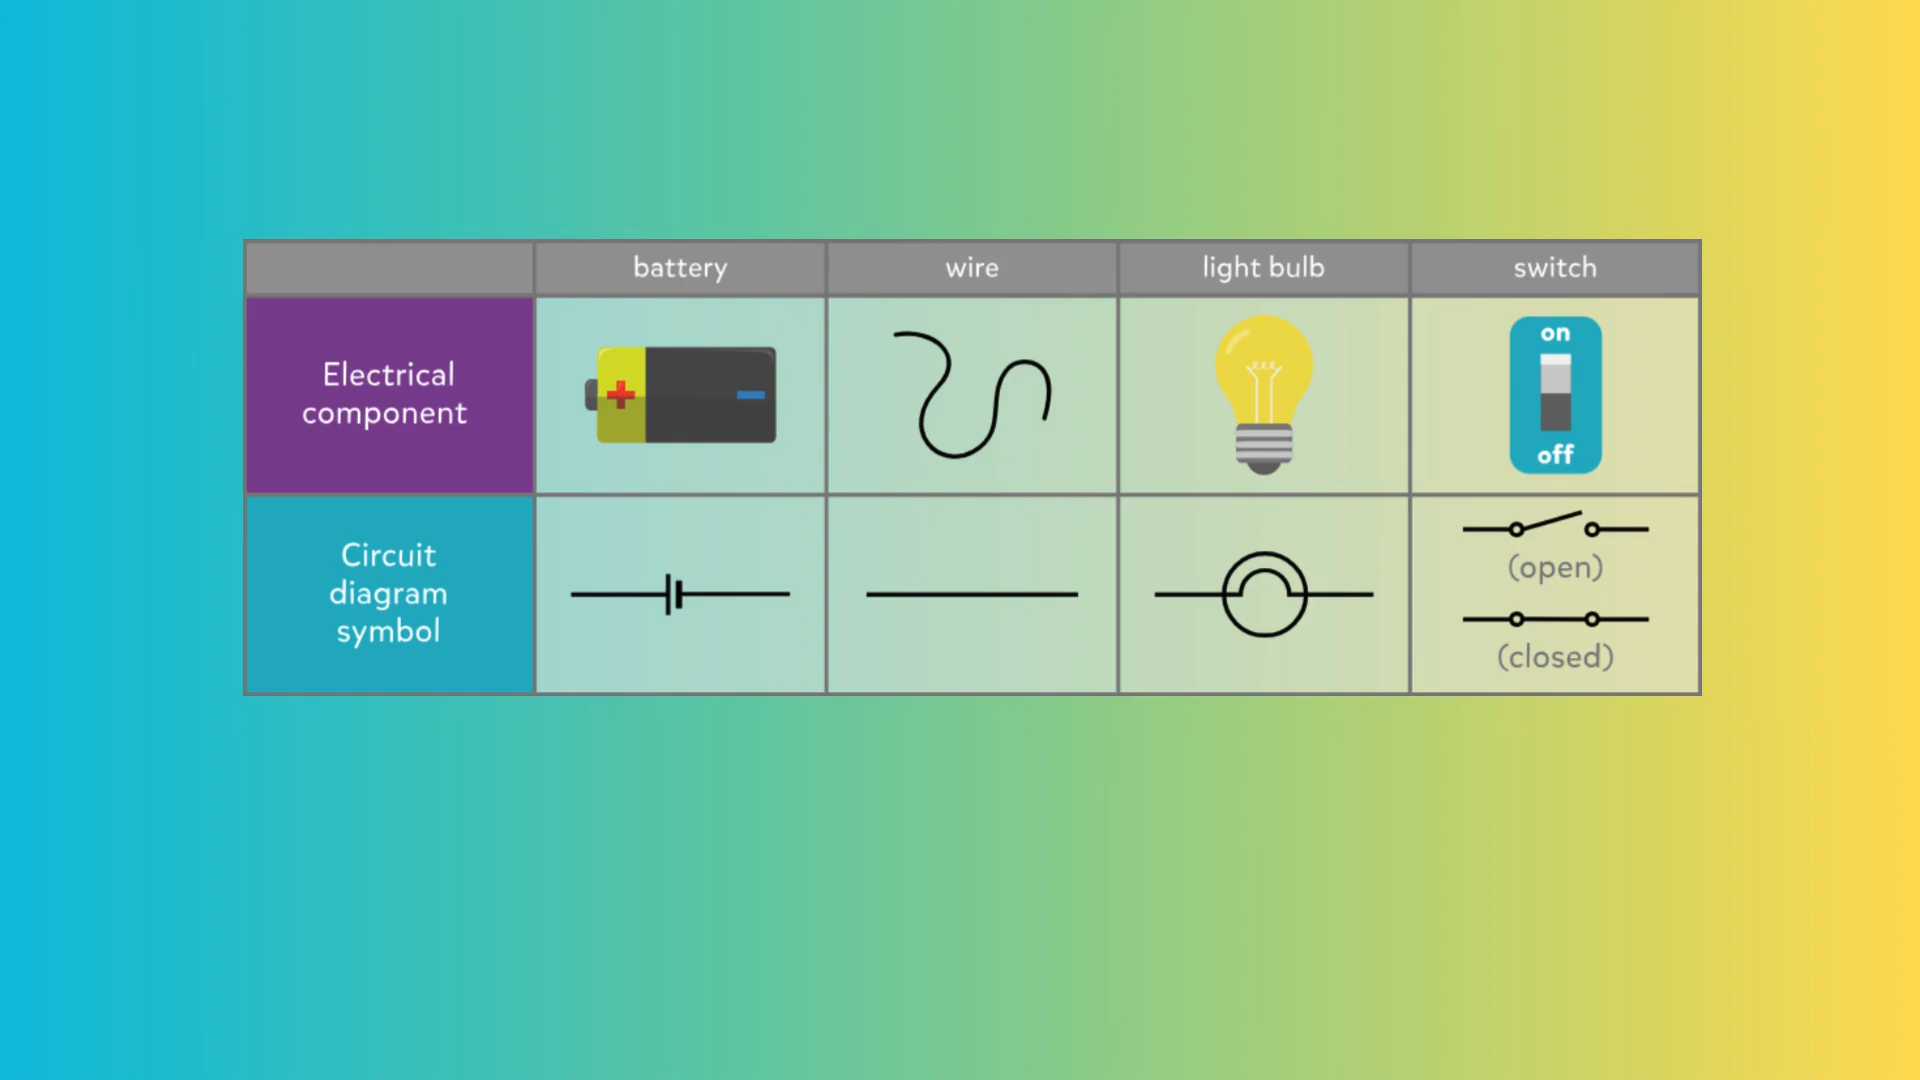 battery
wire
light bulb
switch
Electrical
component
on
off
Circuit
diagram
symbol
(open)
(closed)